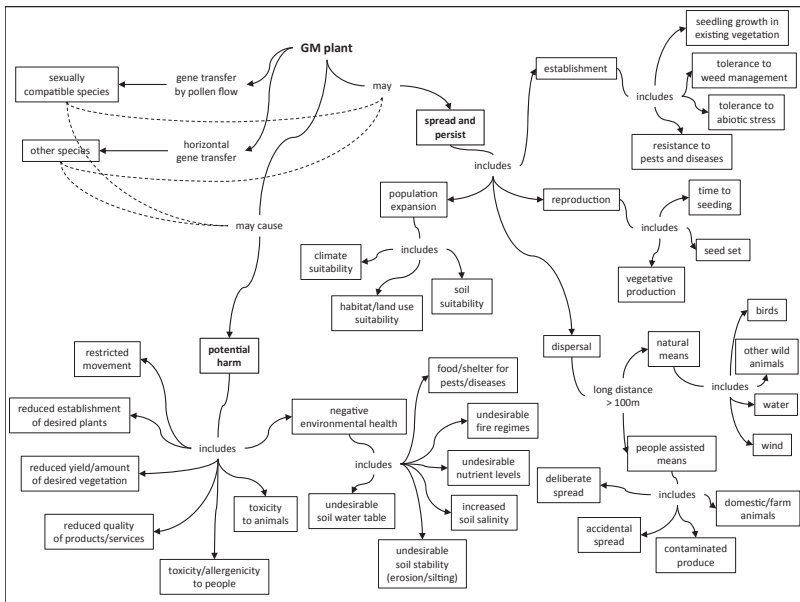 GM plant
sexually
compatible species
gene transfer
by pollen flow
may
other species
horizontal
gene transfer
spread and
persist
may cause
establishment
includes
seedling growth in
existing vegetation
tolerance to
weed management
tolerance to
abiotic stress
resistance to
pests and diseases
includes
population
expansion
includes
climate
suitability
habitat/land use
suitability
soil
suitability
reproduction
includes
time to
seeding
seed set
vegetative
production
dispersal
long distance
> 100m
natural
means
includes
birds
other wild
animals
water
wind
people assisted
means
includes
deliberate
spread
accidental
spread
contaminated
produce
domestic/farm
animals
potential
harm
includes
restricted
movement
reduced establishment
of desired plants
reduced yield/amount
of desired vegetation
reduced quality
of products/services
toxicity/allergenicity
to people
toxicity
to animals
negative
environmental health
includes
food/shelter for
pests/diseases
undesirable
fire regimes
undesirable
nutrient levels
increased
soil salinity
undesirable
soil stability
(erosion/silting)
undesirable
soil water table